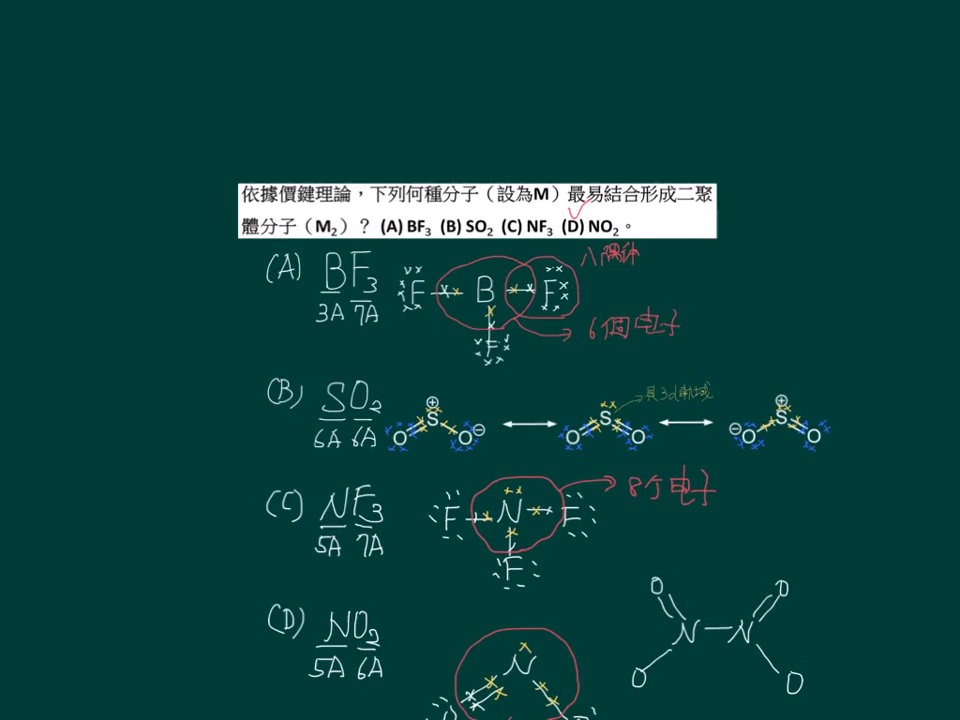 依據價鍵理論，下列何種分子（設為M）最易結合形成二聚
體分子（M₂）？ (A) BF₃ (B) SO₂ (C) NF₃ (D) NO₂。
八隅体
(A) BF₃
3A 7A
F B F
F
6個电子
(B) SO₂
6A 6A
⊕ S O O ⊖
S O O
具3d軌域
⊕ S ⊖ O O
(C) NF₃
5A 7A
F N F
F
8个电子
(D) NO₂
5A 6A
N
O O
N N
O O